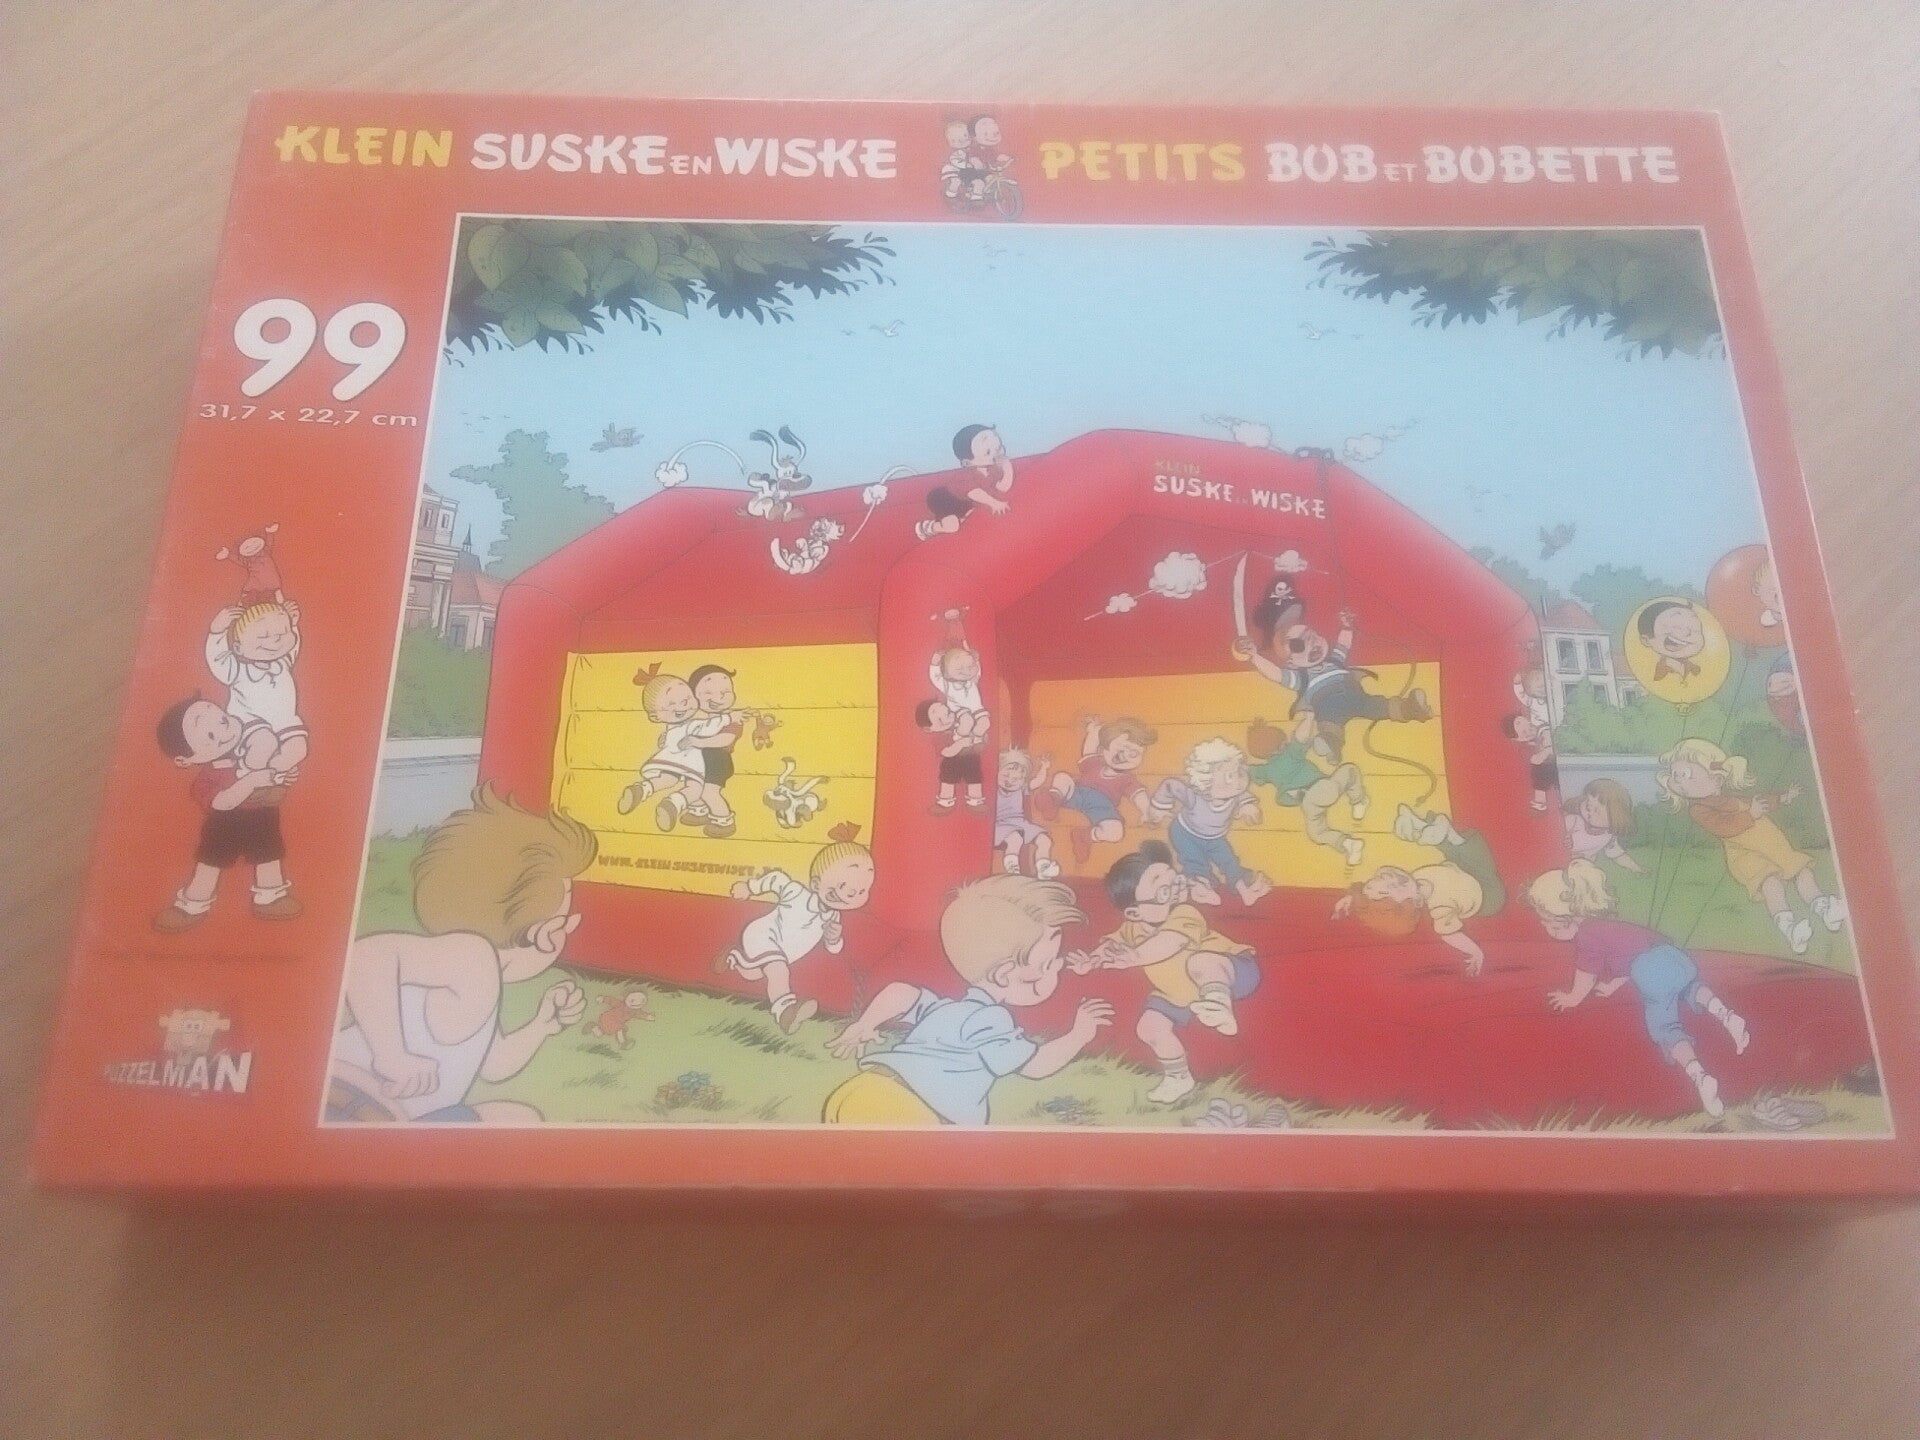 KLEIN SUSKE EN WISKE
PETITS BOB ET BOBETTE
99
31,7 x 22,7 cm
KLEIN
SUSKE EN WISKE
PUZZELMAN